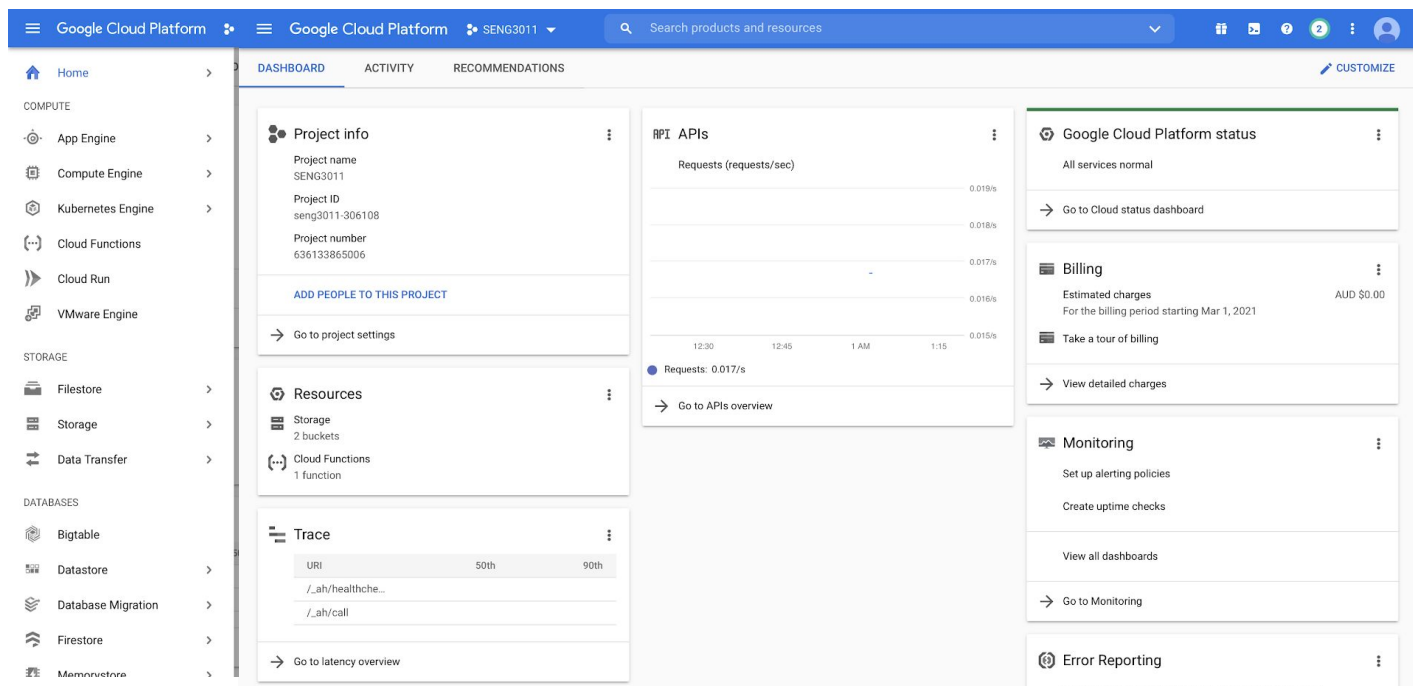 Google Cloud Platform
Google Cloud Platform SENG3011 Search products and resources 2
Home
COMPUTE
App Engine
Compute Engine
Kubernetes Engine
Cloud Functions
Cloud Run
VMware Engine
STORAGE
Filestore
Storage
Data Transfer
DATABASES
Bigtable
Datastore
Database Migration
Firestore
Memorystore
DASHBOARD ACTIVITY RECOMMENDATIONS CUSTOMIZE
Project info
Project name
SENG3011
Project ID
seng3011-306108
Project number
636133865006
ADD PEOPLE TO THIS PROJECT
Go to project settings
Resources
Storage
2 buckets
Cloud Functions
1 function
Trace
URI 50th 90th
/_ah/healthche...
/_ah/call
Go to latency overview
API APIs
Requests (requests/sec)
0.019/s
0.018/s
0.017/s
0.016/s
0.015/s
12:30 12:45 1 AM 1:15
Requests: 0.017/s
Go to APIs overview
Google Cloud Platform status
All services normal
Go to Cloud status dashboard
Billing
Estimated charges AUD $0.00
For the billing period starting Mar 1, 2021
Take a tour of billing
View detailed charges
Monitoring
Set up alerting policies
Create uptime checks
View all dashboards
Go to Monitoring
Error Reporting